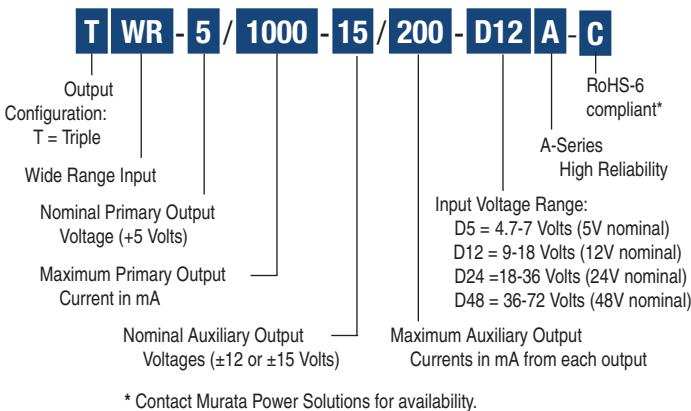 T WR - 5 / 1000 - 15 / 200 - D12 A - C
Output
Configuration:
T = Triple
Wide Range Input
Nominal Primary Output
Voltage (+5 Volts)
Maximum Primary Output
Current in mA
Nominal Auxiliary Output
Voltages (±12 or ±15 Volts)
RoHS-6
compliant*
A-Series
High Reliability
Input Voltage Range:
D5 = 4.7-7 Volts (5V nominal)
D12 = 9-18 Volts (12V nominal)
D24 =18-36 Volts (24V nominal)
D48 = 36-72 Volts (48V nominal)
Maximum Auxiliary Output
Currents in mA from each output
* Contact Murata Power Solutions for availability.